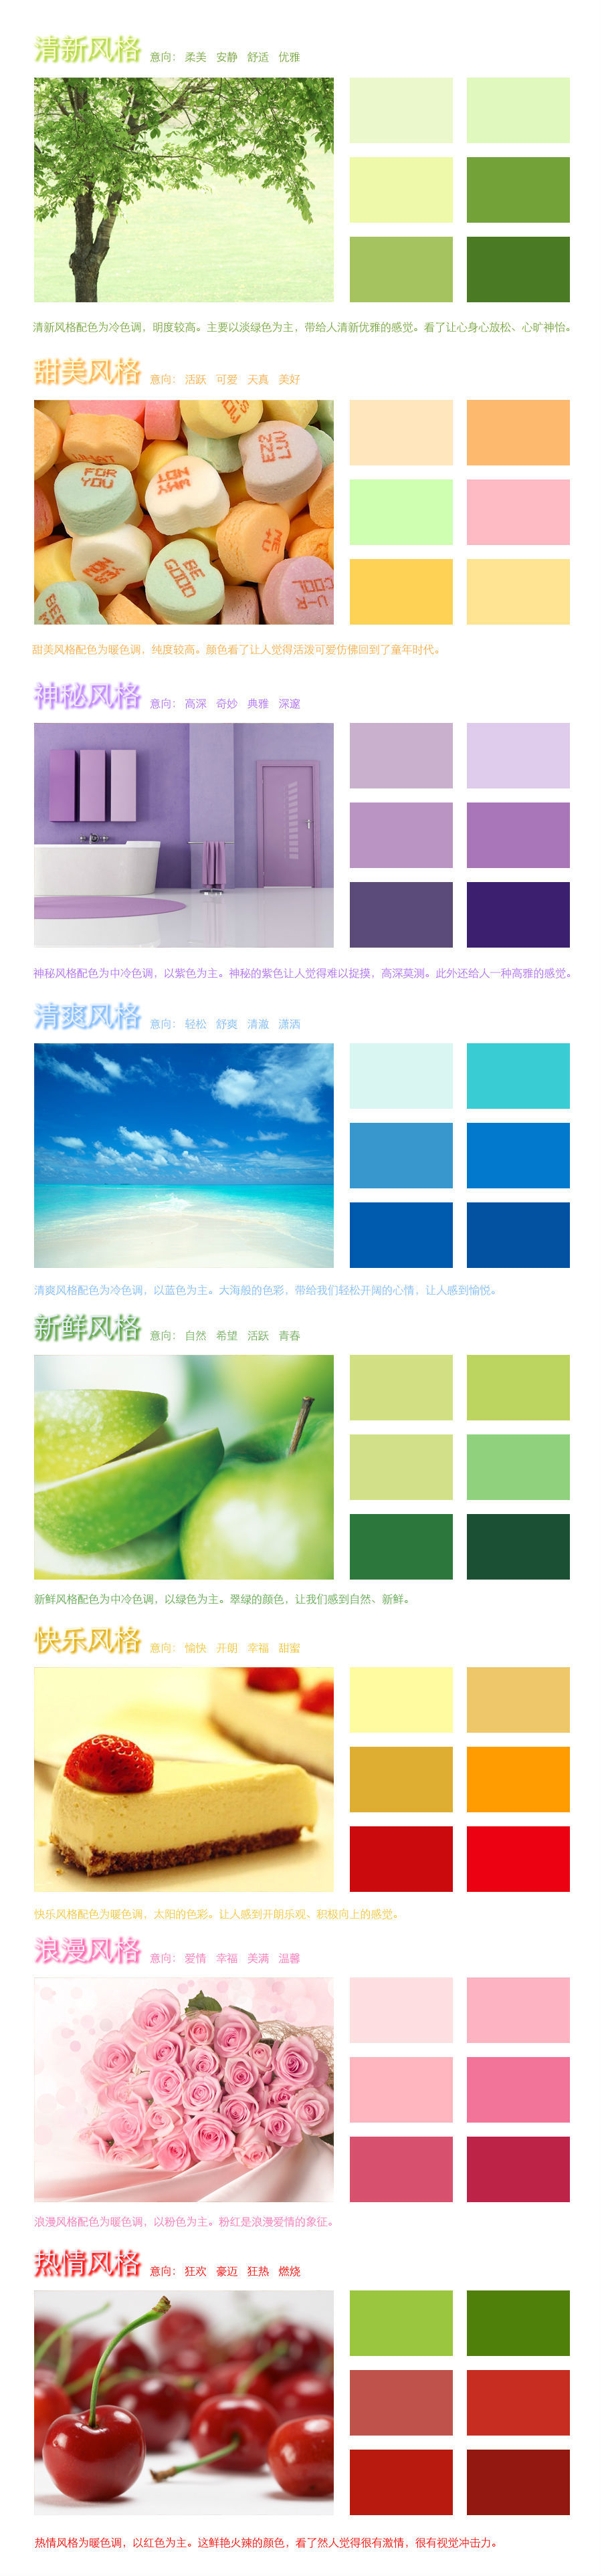 清新风格 意向： 柔美 安静 舒适 优雅
清新风格配色为冷色调，明度较高。主要以淡绿色为主，带给人清新优雅的感觉。看了让心身心放松、心旷神怡。
甜美风格 意向： 活跃 可爱 天真 美好
WHAT
FOR YOU
WHY NOT
EZ 2 LUV
ME +U
BE GOOD
U-R COOL
BEE
甜美风格配色为暖色调，纯度较高。颜色看了让人觉得活泼可爱仿佛回到了童年时代。
神秘风格 意向： 高深 奇妙 典雅 深邃
神秘风格配色为中冷色调，以紫色为主。神秘的紫色让人觉得难以捉摸，高深莫测。此外还给人一种高雅的感觉。
清爽风格 意向： 轻松 舒爽 清澈 潇洒
清爽风格配色为冷色调，以蓝色为主。大海般的色彩，带给我们轻松开阔的心情，让人感到愉悦。
新鲜风格 意向： 自然 希望 活跃 青春
新鲜风格配色为中冷色调，以绿色为主。翠绿的颜色，让我们感到自然、新鲜。
快乐风格 意向： 愉快 开朗 幸福 甜蜜
快乐风格配色为暖色调，太阳的色彩。让人感到开朗乐观、积极向上的感觉。
浪漫风格 意向： 爱情 幸福 美满 温馨
浪漫风格配色为暖色调，以粉色为主。粉红是浪漫爱情的象征。
热情风格 意向： 狂欢 豪迈 狂热 燃烧
热情风格为暖色调，以红色为主。这鲜艳火辣的颜色，看了然人觉得很有激情，很有视觉冲击力。